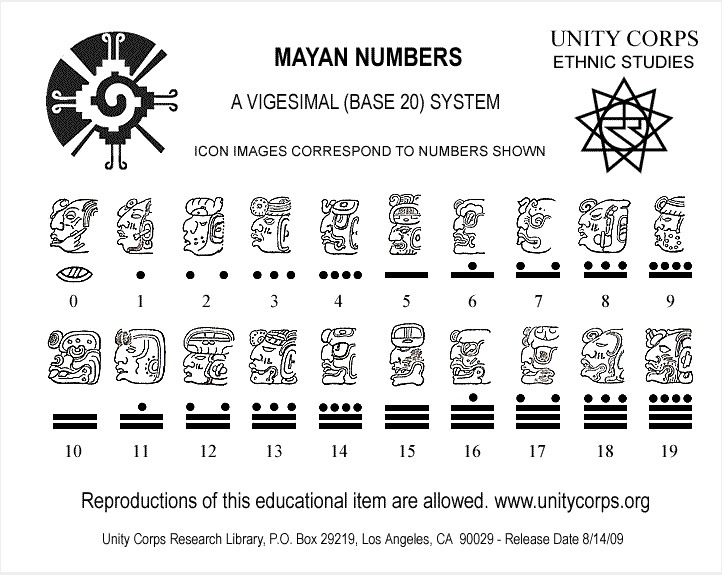 MAYAN NUMBERS
UNITY CORPS
ETHNIC STUDIES
A VIGESIMAL (BASE 20) SYSTEM
ICON IMAGES CORRESPOND TO NUMBERS SHOWN
0 1 2 3 4 5 6 7 8 9
10 11 12 13 14 15 16 17 18 19
Reproductions of this educational item are allowed. www.unitycorps.org
Unity Corps Research Library, P.O. Box 29219, Los Angeles, CA 90029 - Release Date 8/14/09